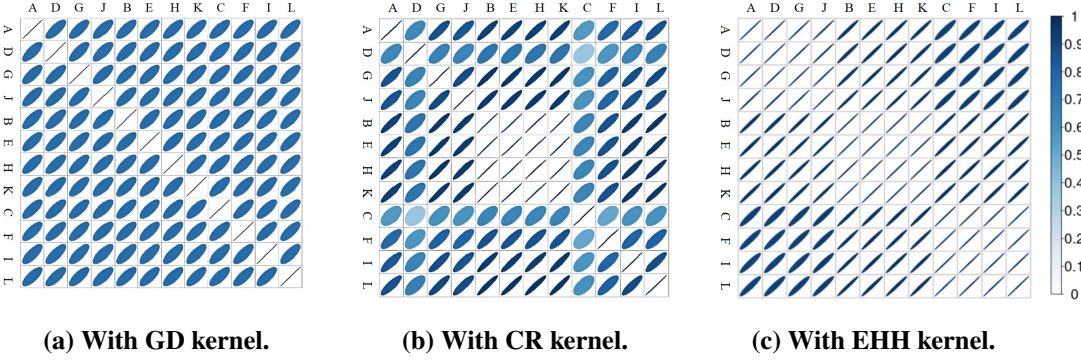 A D G J B E H K C F I L
A D G J B E H K C F I L
A D G J B E H K C F I L
A
D
G
J
B
E
H
K
C
F
I
L
A
D
G
J
B
E
H
K
C
F
I
L
A
D
G
J
B
E
H
K
C
F
I
L
1
0.9
0.8
0.7
0.6
0.5
0.4
0.3
0.2
0.1
0
(a) With GD kernel.
(b) With CR kernel.
(c) With EHH kernel.